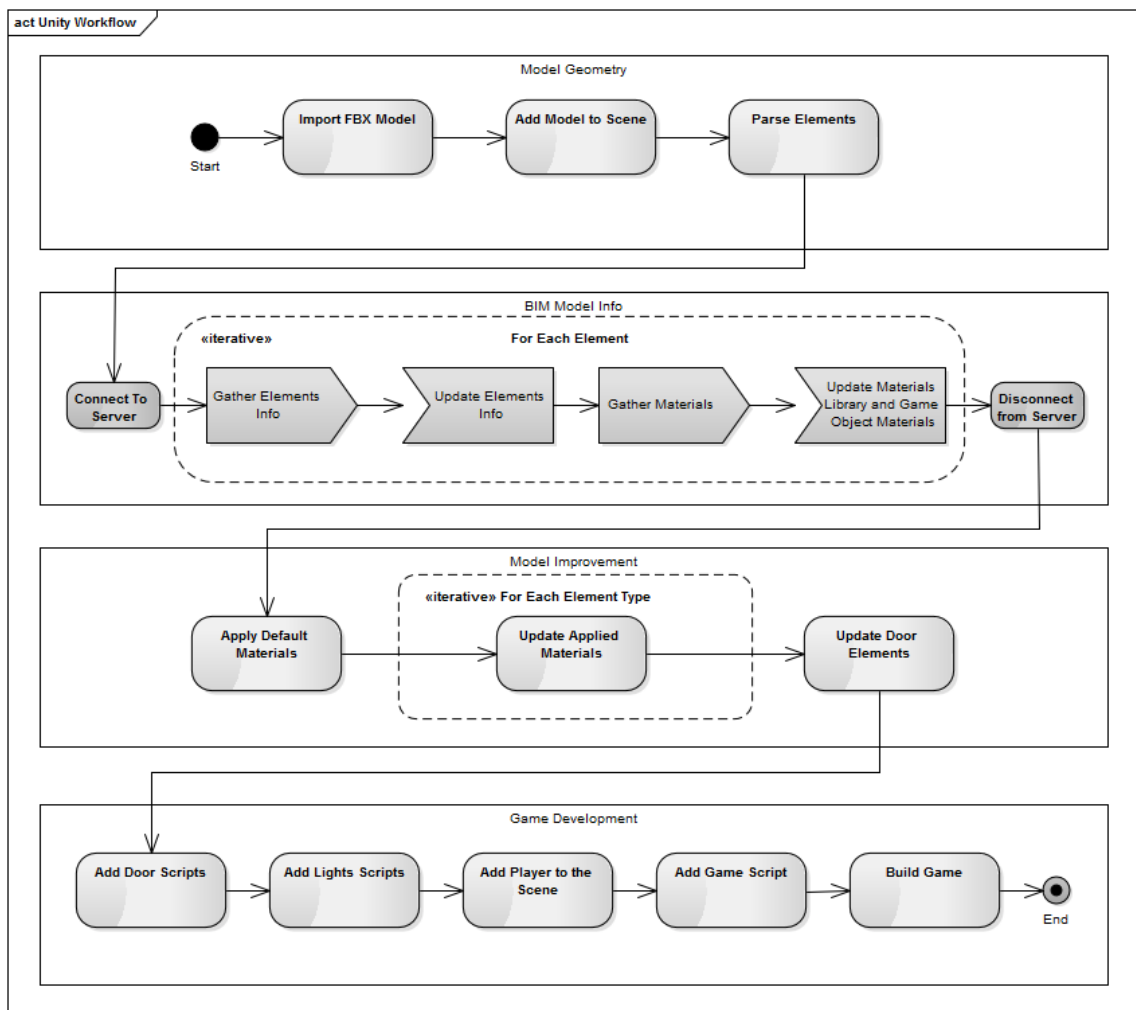 act Unity Workflow
Model Geometry
Start
Import FBX Model
Add Model to Scene
Parse Elements
BIM Model Info
«iterative»
For Each Element
Connect To
Server
Gather Elements
Info
Update Elements
Info
Gather Materials
Update Materials
Library and Game
Object Materials
Disconnect
from Server
Model Improvement
«iterative» For Each Element Type
Apply Default
Materials
Update Applied
Materials
Update Door
Elements
Game Development
Add Door Scripts
Add Lights Scripts
Add Player to the
Scene
Add Game Script
Build Game
End